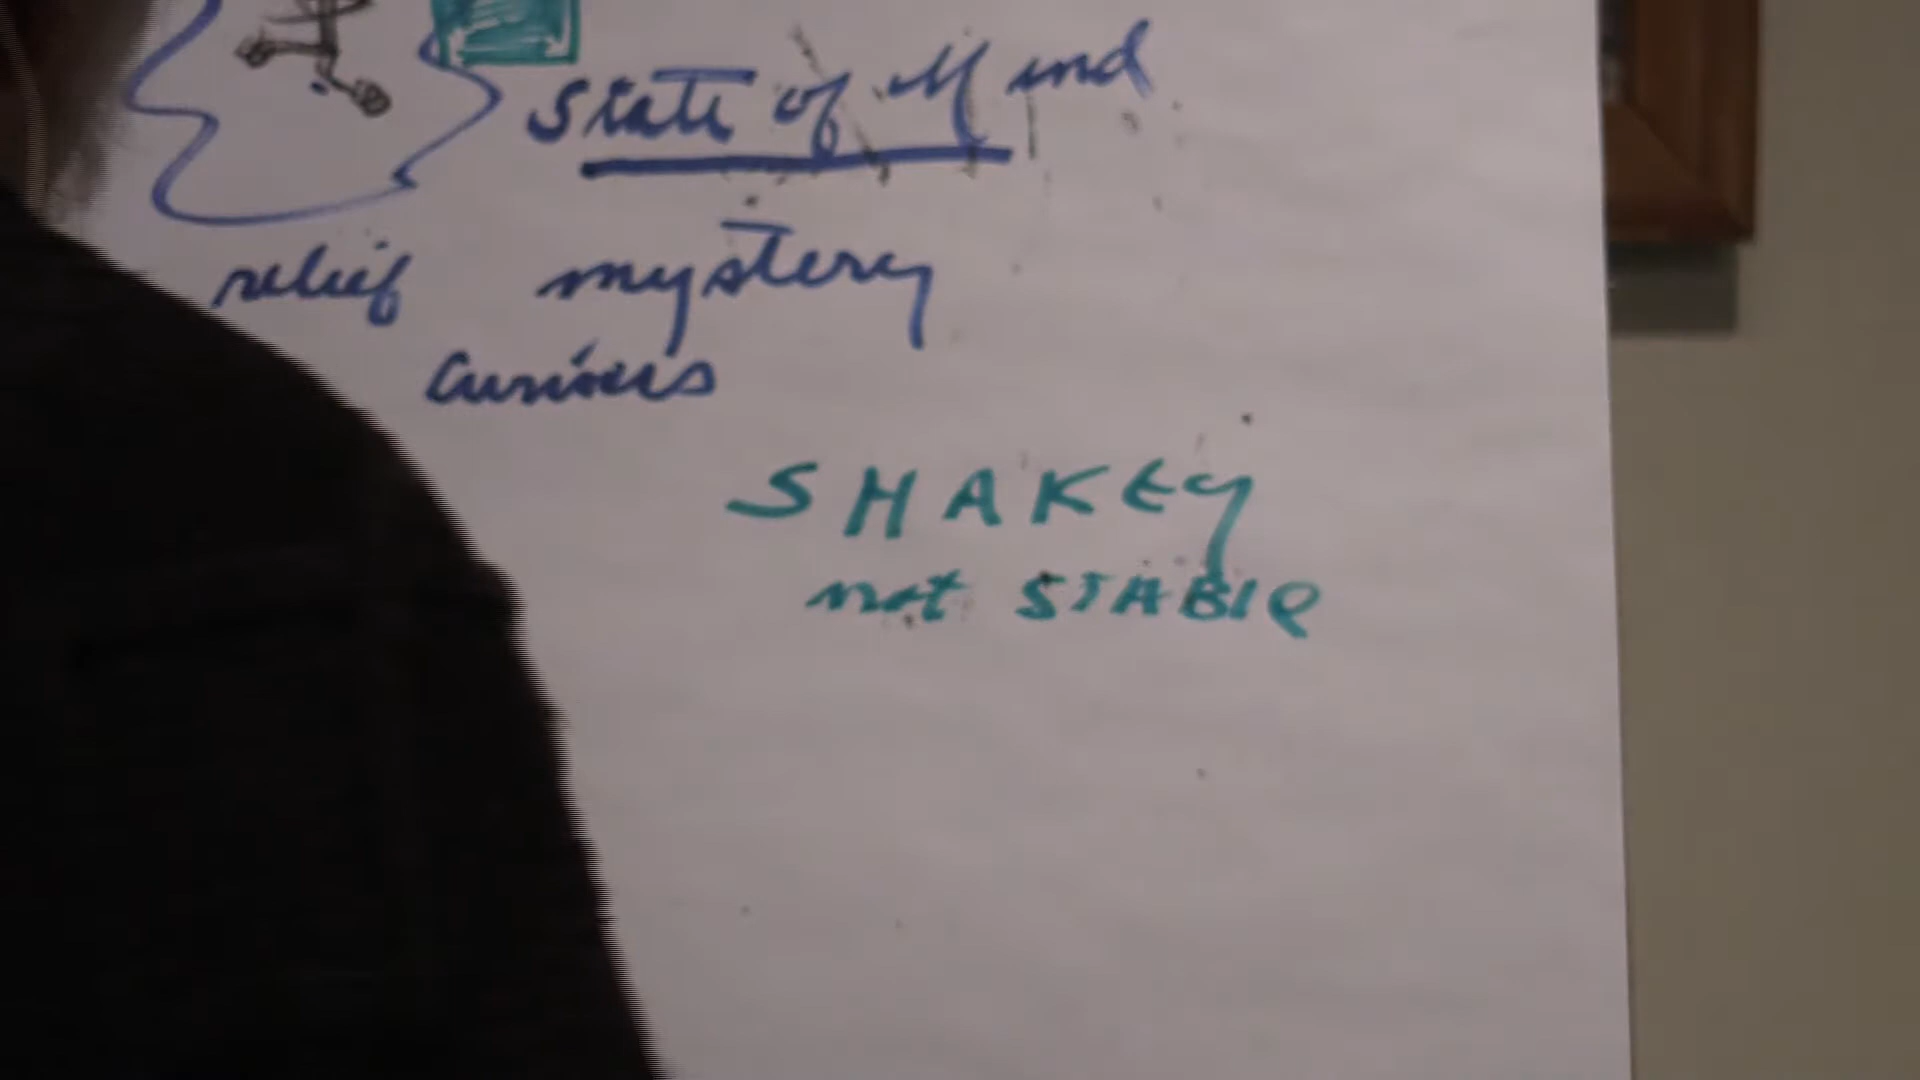 State of Mind
relief mystery
Curious
SHAKEy
not STABle